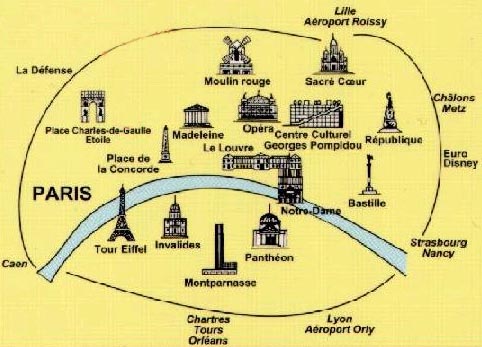 Lille
Aéroport Roissy
La Défense
Moulin rouge
Sacré Cœur
Châlons
Metz
Place Charles-de-Gaulle
Etoile
Madeleine
Opéra
Centre Culturel
Georges Pompidou
République
Place de
la Concorde
Le Louvre
Euro
Disney
PARIS
Notre-Dame
Bastille
Tour Eiffel
Invalides
Panthéon
Strasbourg
Nancy
Caen
Montparnasse
Chartres
Tours
Orléans
Lyon
Aéroport Orly